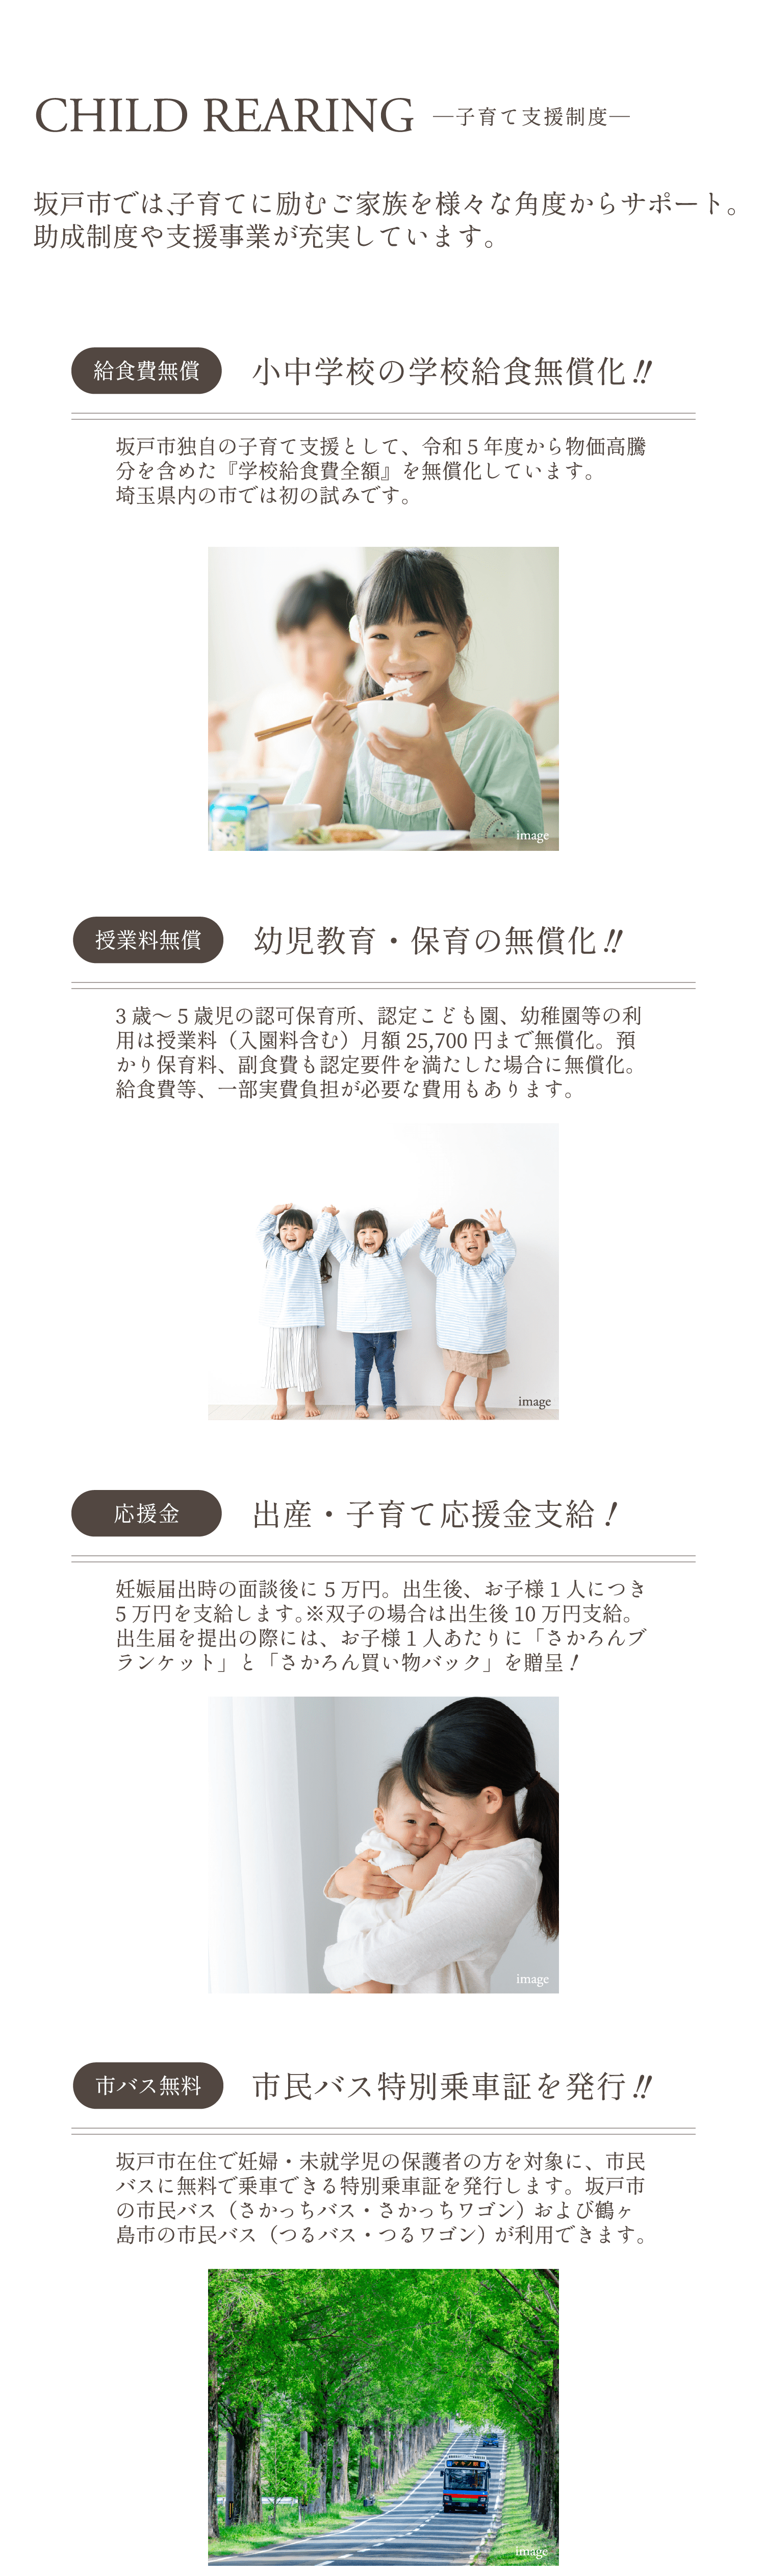 CHILD REARING ―子育て支援制度―
坂戸市では、子育てに励むご家族を様々な角度からサポート。
助成制度や支援事業が充実しています。
給食費無償 小中学校の学校給食無償化!!
坂戸市独自の子育て支援として、令和 5 年度から物価高騰
分を含めた『学校給食費全額』を無償化しています。
埼玉県内の市では初の試みです。
image
授業料無償 幼児教育・保育の無償化!!
3 歳～ 5 歳児の認可保育所、認定こども園、幼稚園等の利
用は授業料（入園料含む）月額 25,700 円まで無償化。預
かり保育料、副食費も認定要件を満たした場合に無償化。
給食費等、一部実費負担が必要な費用もあります。
image
応援金 出産・子育て応援金支給!
妊娠届出時の面談後に 5 万円。出生後、お子様 1 人につき
5 万円を支給します。※双子の場合は出生後 10 万円支給。
出生届を提出の際には、お子様 1 人あたりに「さかろんブ
ランケット」と「さかろん買い物バック」を贈呈!
image
市バス無料 市民バス特別乗車証を発行!!
坂戸市在住で妊婦・未就学児の保護者の方を対象に、市民
バスに無料で乗車できる特別乗車証を発行します。坂戸市
の市民バス（さかっちバス・さかっちワゴン）および鶴ヶ
島市の市民バス（つるバス・つるワゴン）が利用できます。
image